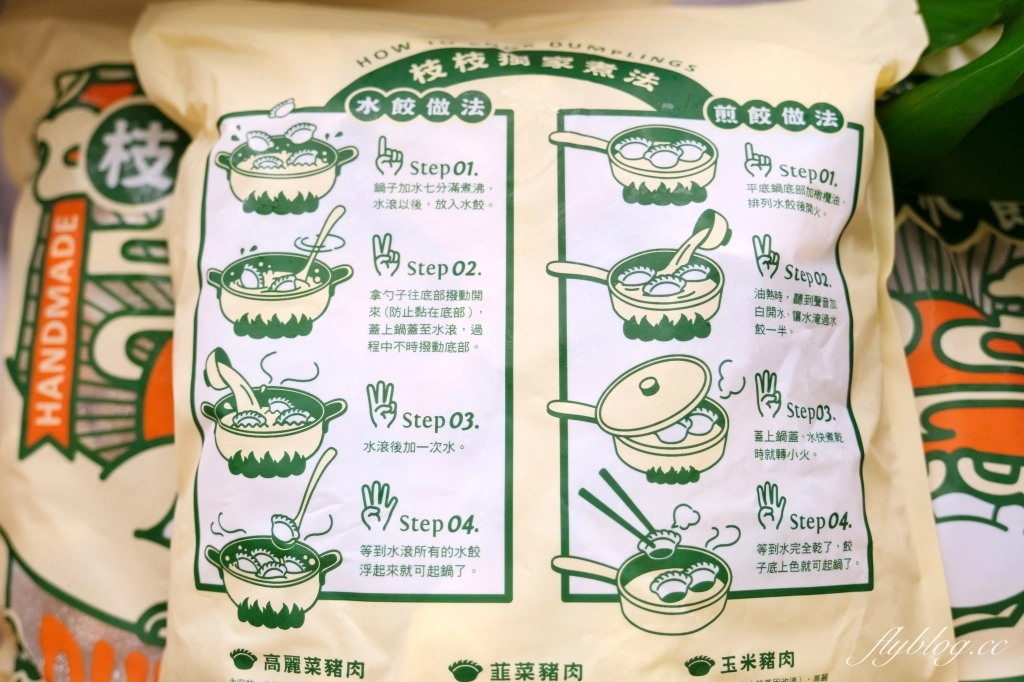 HOW TO COOK DUMPLINGS
枝枝獨家煮法
水餃做法
Step01.
鍋子加水七分滿煮沸，
水滾以後，放入水餃。
Step02.
拿勺子往底部撥動開
來(防止黏在底部)，
蓋上鍋蓋至水滾，過
程中不時撥動底部。
Step03.
水滾後加一次水。
Step04.
等到水滾所有的水餃
浮起來就可起鍋了。
煎餃做法
Step01.
平底鍋底部加橄欖油，
排列水餃後開火。
Step02.
油熱時，聽到聲音加
白開水，讓水淹過水
餃一半。
Step03.
蓋上鍋蓋，水快煮乾
時就轉小火。
Step04.
等到水完全乾了，餃
子底上色就可起鍋了。
高麗菜豬肉
韮菜豬肉
玉米豬肉
枝
HANDMADE
flyblog.cc